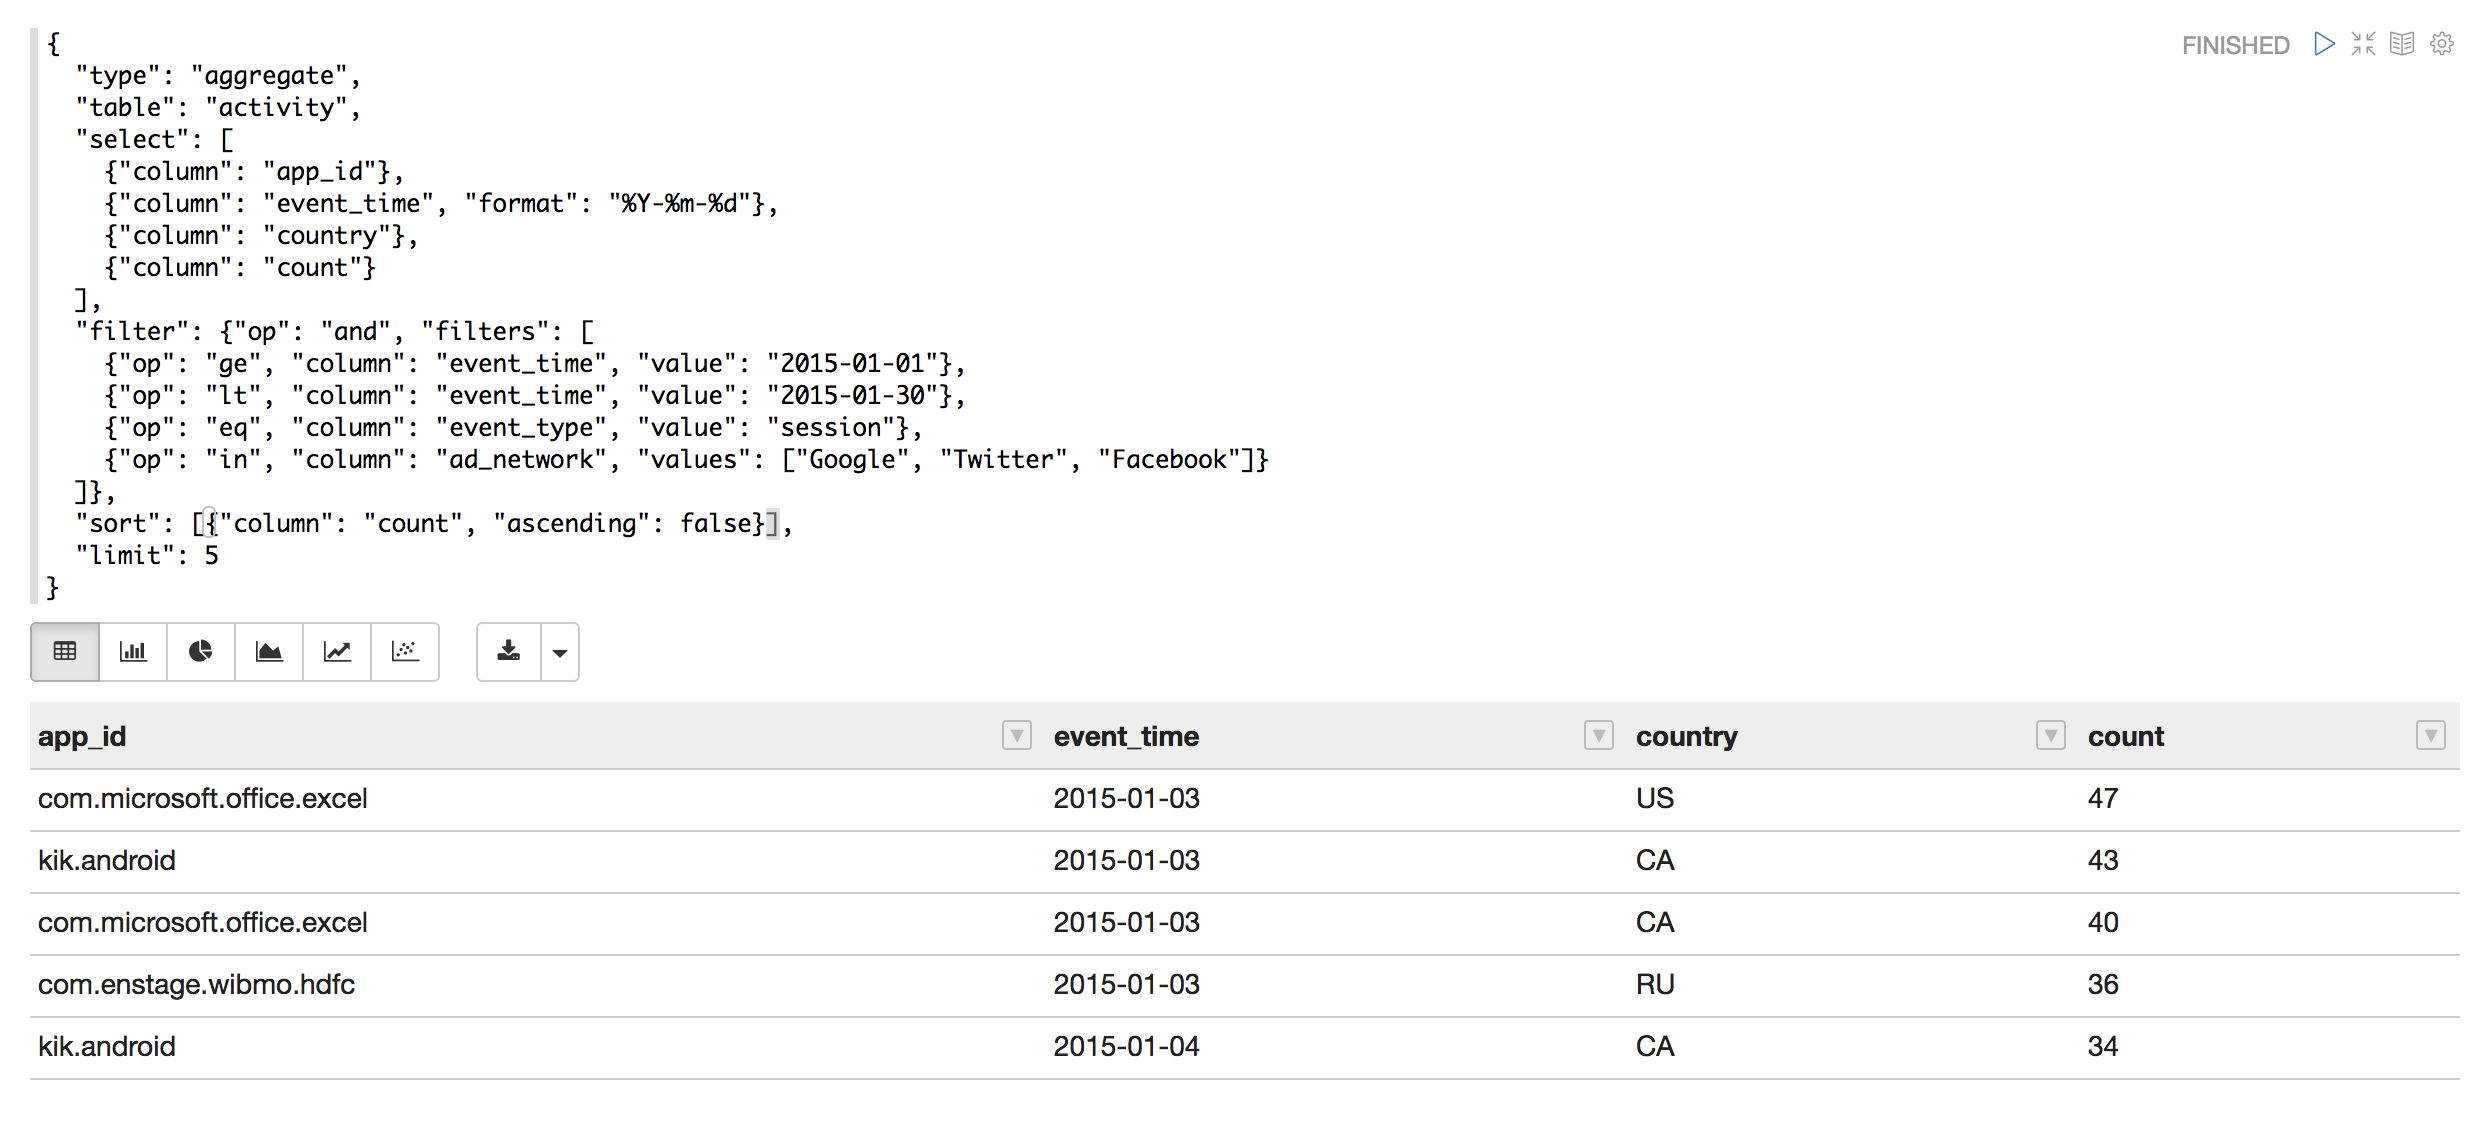 {
  "type": "aggregate",
  "table": "activity",
  "select": [
    {"column": "app_id"},
    {"column": "event_time", "format": "%Y-%m-%d"},
    {"column": "country"},
    {"column": "count"}
  ],
  "filter": {"op": "and", "filters": [
    {"op": "ge", "column": "event_time", "value": "2015-01-01"},
    {"op": "lt", "column": "event_time", "value": "2015-01-30"},
    {"op": "eq", "column": "event_type", "value": "session"},
    {"op": "in", "column": "ad_network", "values": ["Google", "Twitter", "Facebook"]}
  ]},
  "sort": [{"column": "count", "ascending": false}],
  "limit": 5
}
FINISHED
app_id event_time country count
com.microsoft.office.excel 2015-01-03 US 47
kik.android 2015-01-03 CA 43
com.microsoft.office.excel 2015-01-03 CA 40
com.enstage.wibmo.hdfc 2015-01-03 RU 36
kik.android 2015-01-04 CA 34